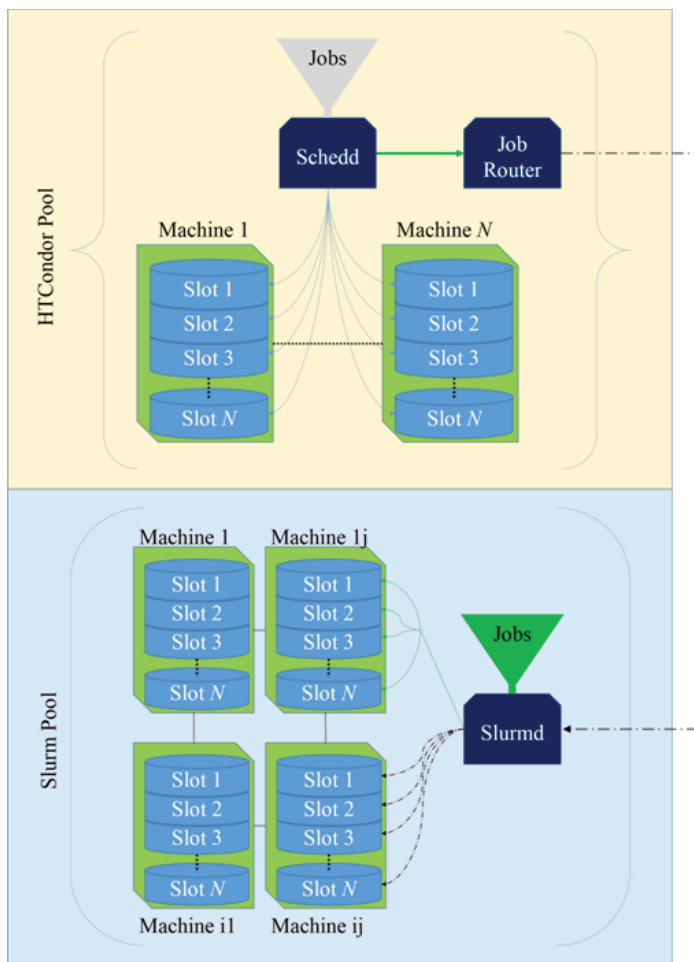 Jobs
Schedd
Job
Router
HTCondor Pool
Machine 1
Machine N
Slot 1
Slot 2
Slot 3
Slot N
Slot 1
Slot 2
Slot 3
Slot N
Slurm Pool
Machine 1
Machine 1j
Slot 1
Slot 2
Slot 3
Slot N
Slot 1
Slot 2
Slot 3
Slot N
Jobs
Slurmd
Slot 1
Slot 2
Slot 3
Slot N
Slot 1
Slot 2
Slot 3
Slot N
Machine i1
Machine ij